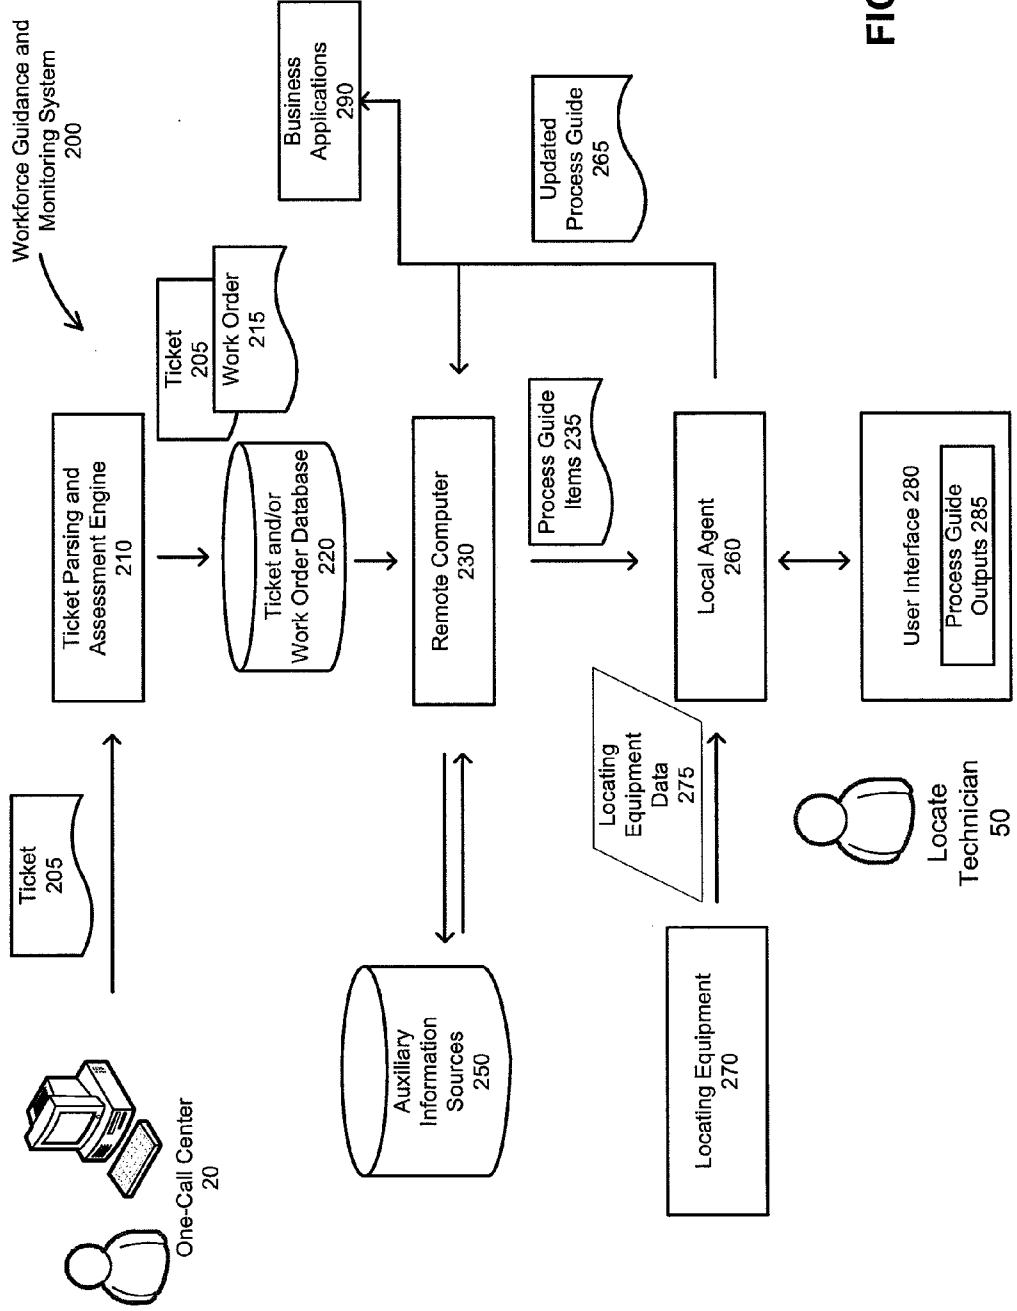 Workforce Guidance and
Monitoring System
200
Ticket
205
One-Call Center
20
Ticket Parsing and
Assessment Engine
210
Ticket
205
Work Order
215
Ticket and/or
Work Order Database
220
Business
Applications
290
Auxiliary
Information
Sources
250
Remote Computer
230
Process Guide
Items 235
Updated
Process Guide
265
Locating
Equipment
Data
275
Locating Equipment
270
Local Agent
260
Locate
Technician
50
User Interface 280
Process Guide
Outputs 285